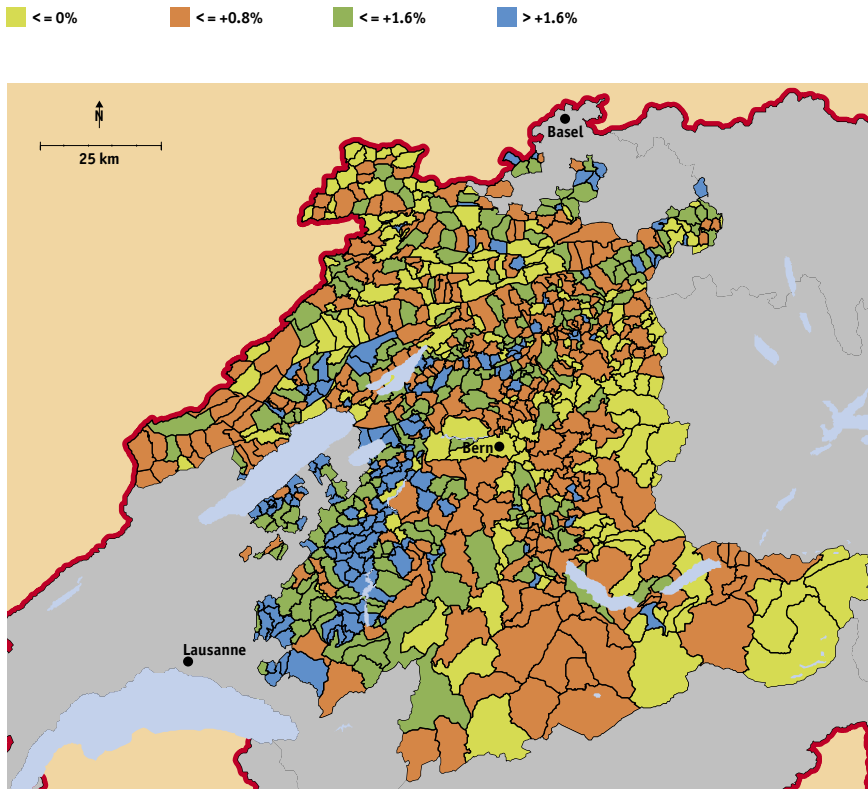 <= 0%
<= +0.8%
<= +1.6%
> +1.6%
N
25 km
Basel
Bern
Lausanne